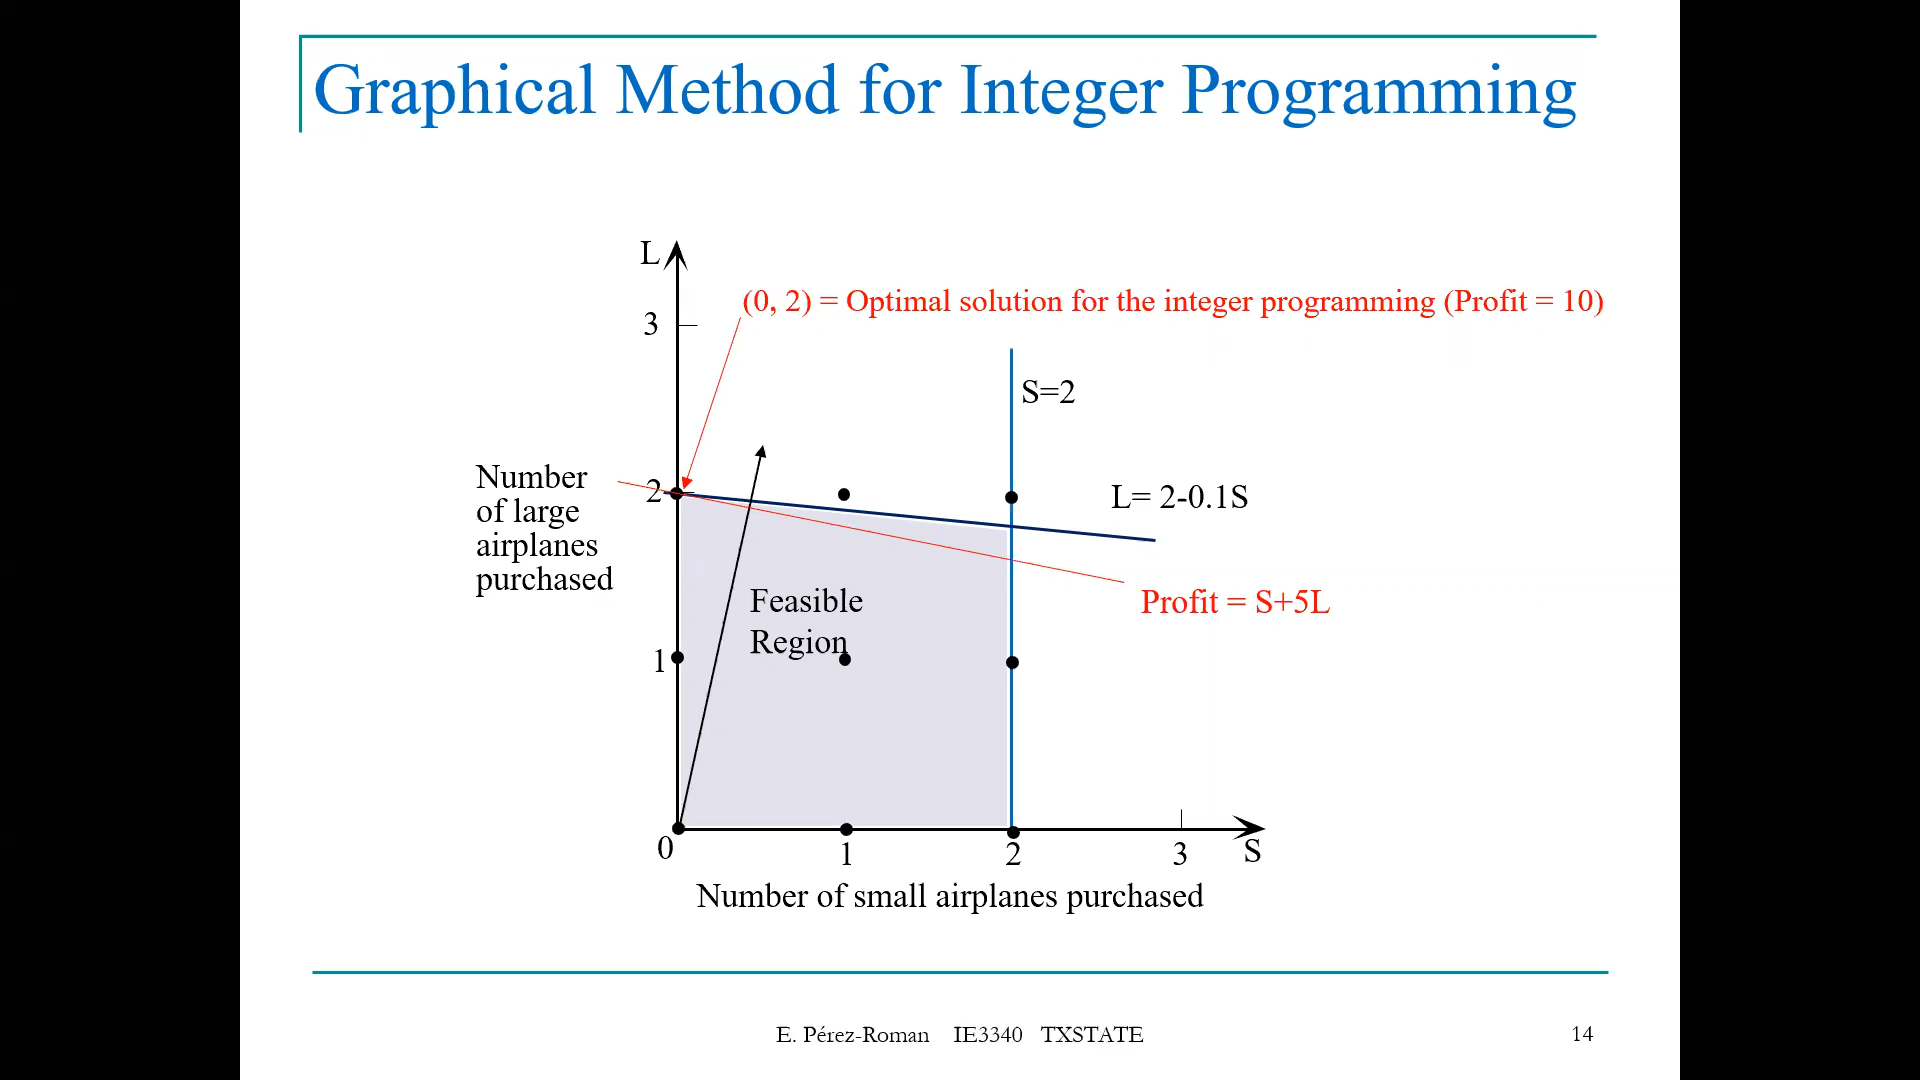 Graphical Method for Integer Programming
L
(0, 2) = Optimal solution for the integer programming (Profit = 10)
3
S=2
Number
of large
airplanes
purchased
2
L= 2-0.1S
Feasible
Region
Profit = S+5L
1
0
1
2
3
S
Number of small airplanes purchased
E. Pérez-Roman IE3340 TXSTATE
14